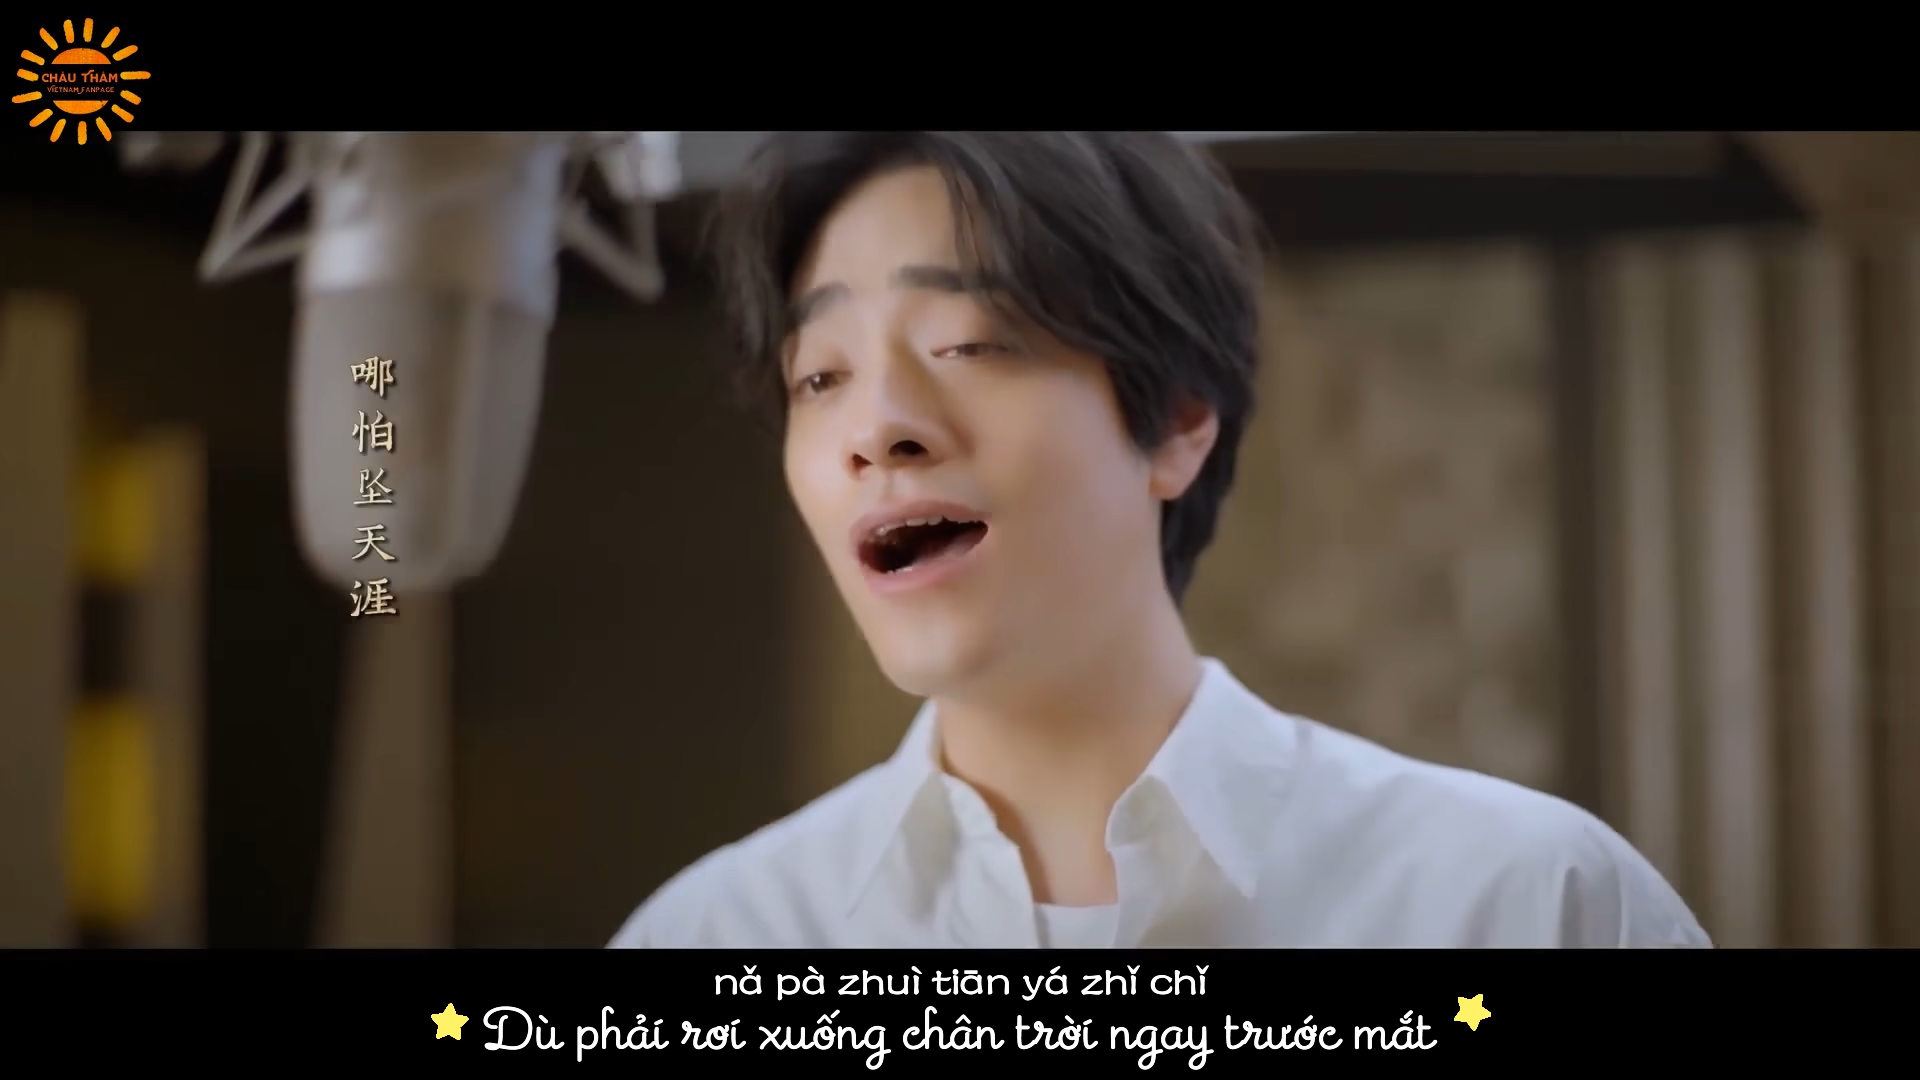 CHÂU THÂM
VIETNAM FANPAGE
哪怕坠天涯
nǎ pà zhuì tiān yá zhǐ chǐ
Dù phải rơi xuống chân trời ngay trước mắt